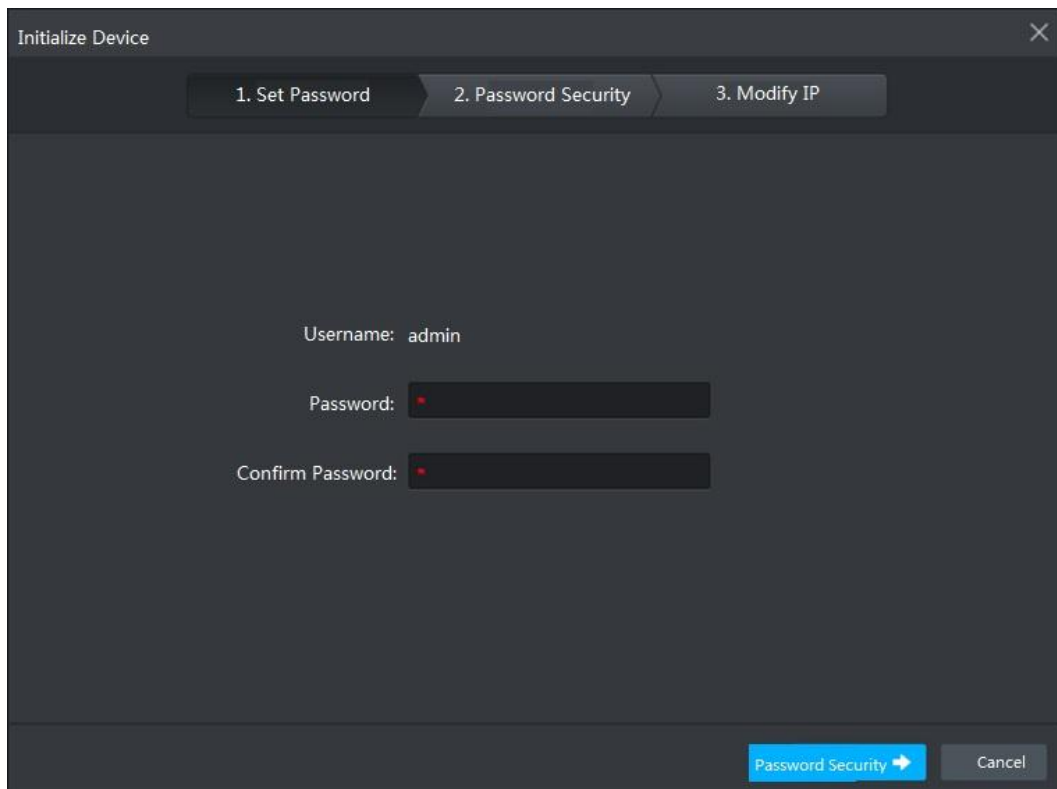 Initialize Device
1. Set Password
2. Password Security
3. Modify IP
Username: admin
Password: *
Confirm Password: *
Password Security
Cancel